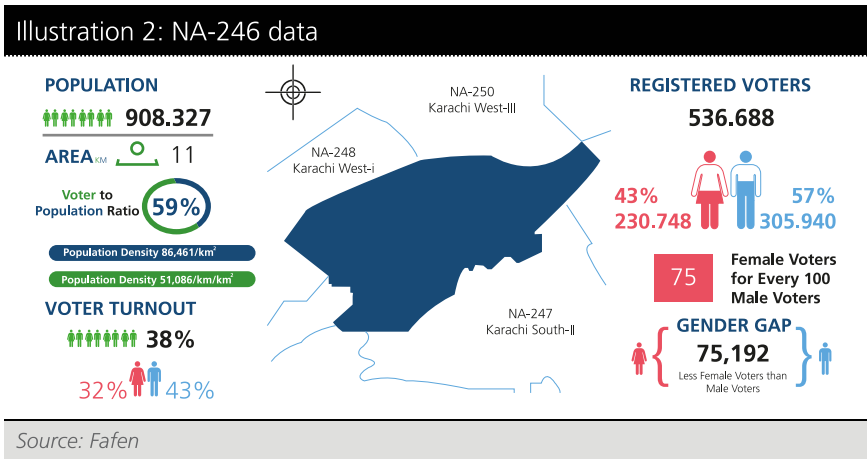 Illustration 2: NA-246 data
POPULATION
908.327
AREA KM 11
Voter to
Population Ratio
59%
Population Density 86,461/km²
Population Density 51,086/km/km²
VOTER TURNOUT
38%
32% 43%
NA-250
Karachi West-III
NA-248
Karachi West-i
NA-247
Karachi South-II
REGISTERED VOTERS
536.688
43% 57%
230.748 305.940
75
Female Voters
for Every 100
Male Voters
GENDER GAP
75,192
Less Female Voters than
Male Voters
Source: Fafen